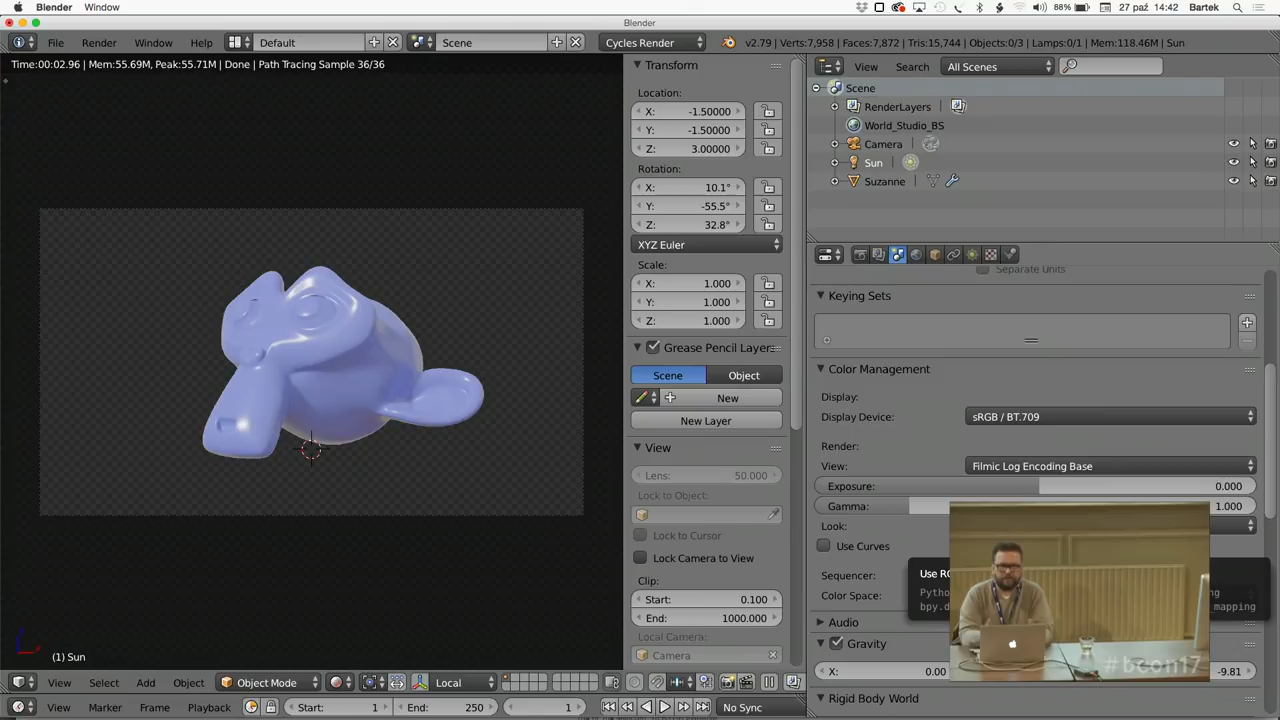 Blender Window 88% 27 paź 14:42 Bartek
Blender
File Render Window Help Default Scene Cycles Render v2.79 | Verts:7,958 | Faces:7,872 | Tris:15,744 | Objects:0/3 | Lamps:0/1 | Mem:118.46M | Sun
Time:00:02.96 | Mem:55.69M, Peak:55.71M | Done | Path Tracing Sample 36/36
Transform
Location:
X: -1.50000
Y: -1.50000
Z: 3.00000
Rotation:
X: 10.1°
Y: -55.5°
Z: 32.8°
XYZ Euler
Scale:
X: 1.000
Y: 1.000
Z: 1.000
Grease Pencil Layers
Scene Object
New
New Layer
View
Lens: 50.000
Lock to Object:
Lock to Cursor
Lock Camera to View
Clip:
Start: 0.100
End: 1000.000
Local Camera:
Camera
View Search All Scenes
Scene
RenderLayers
World_Studio_BS
Camera
Sun
Suzanne
Separate Units
Keying Sets
Color Management
Display:
Display Device: sRGB / BT.709
Render:
View: Filmic Log Encoding Base
Exposure: 0.000
Gamma: 1.000
Look:
Use Curves
Sequencer:
Color Space:
Audio
Gravity
X: 0.00 -9.81
Rigid Body World
#bcon17
(1) Sun
View Select Add Object Object Mode Local
View Marker Frame Playback Start: 1 End: 250 1 No Sync